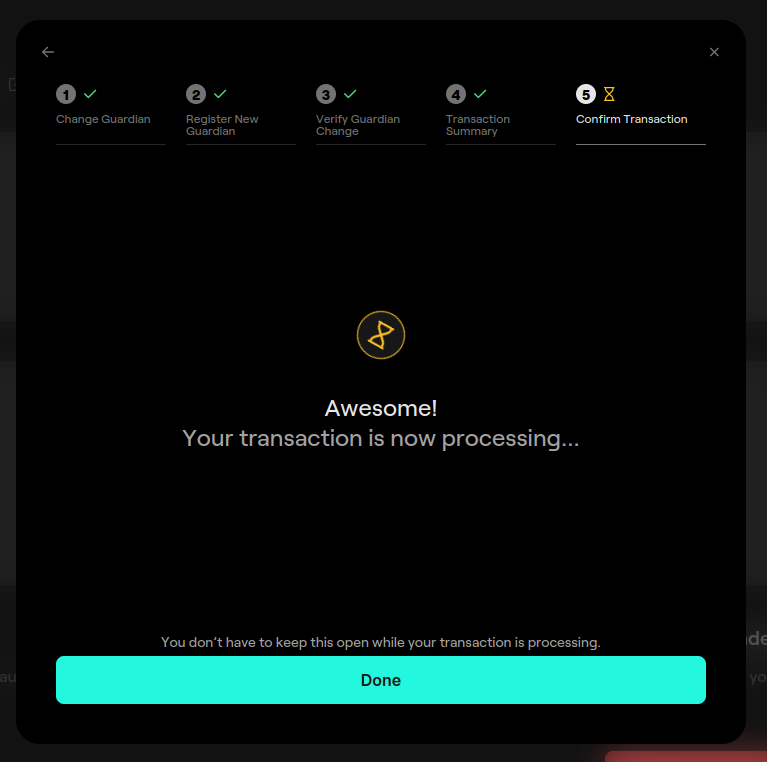 1
2
3
4
5
Change Guardian
Register New
Guardian
Verify Guardian
Change
Transaction
Summary
Confirm Transaction
Awesome!
Your transaction is now processing...
You don’t have to keep this open while your transaction is processing.
Done